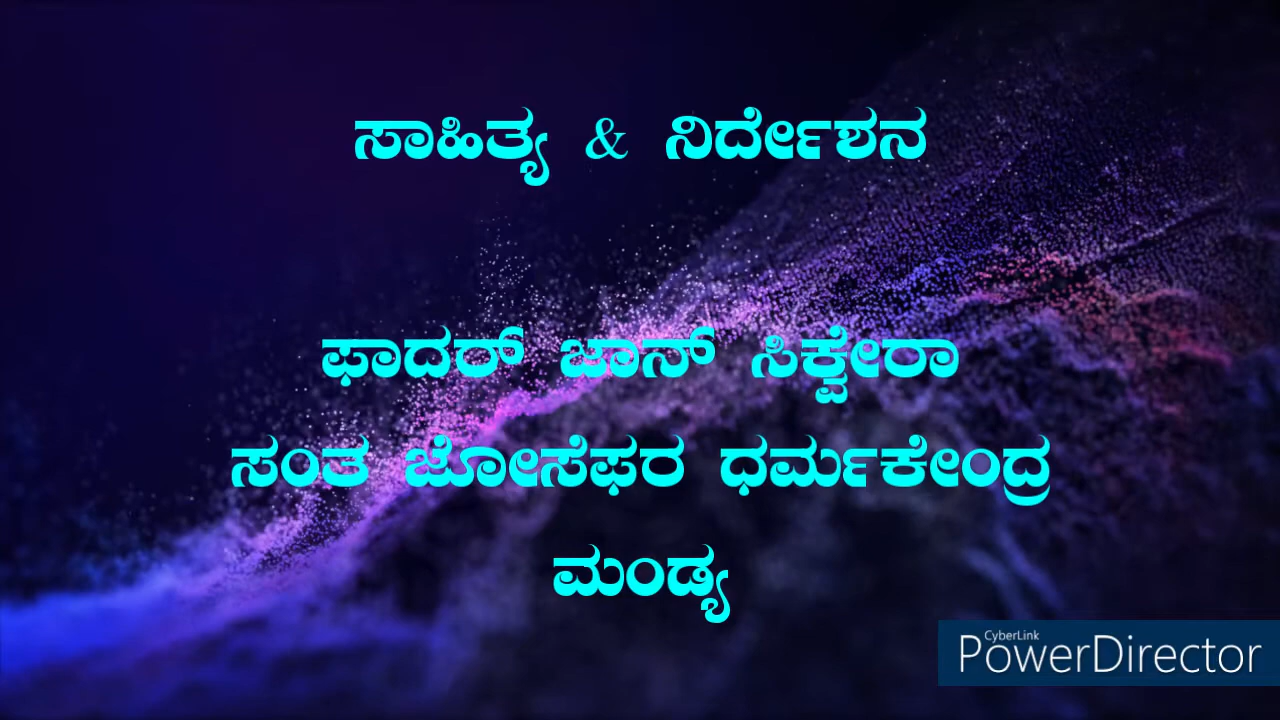 ಸಾಹಿತ್ಯ & ನಿರ್ದೇಶನ
ಫಾದರ್ ಜಾನ್ ಸಿಕ್ವೇರಾ
ಸಂತ ಜೋಸೆಫರ ಧರ್ಮಕೇಂದ್ರ
ಮಂಡ್ಯ
CyberLink
PowerDirector